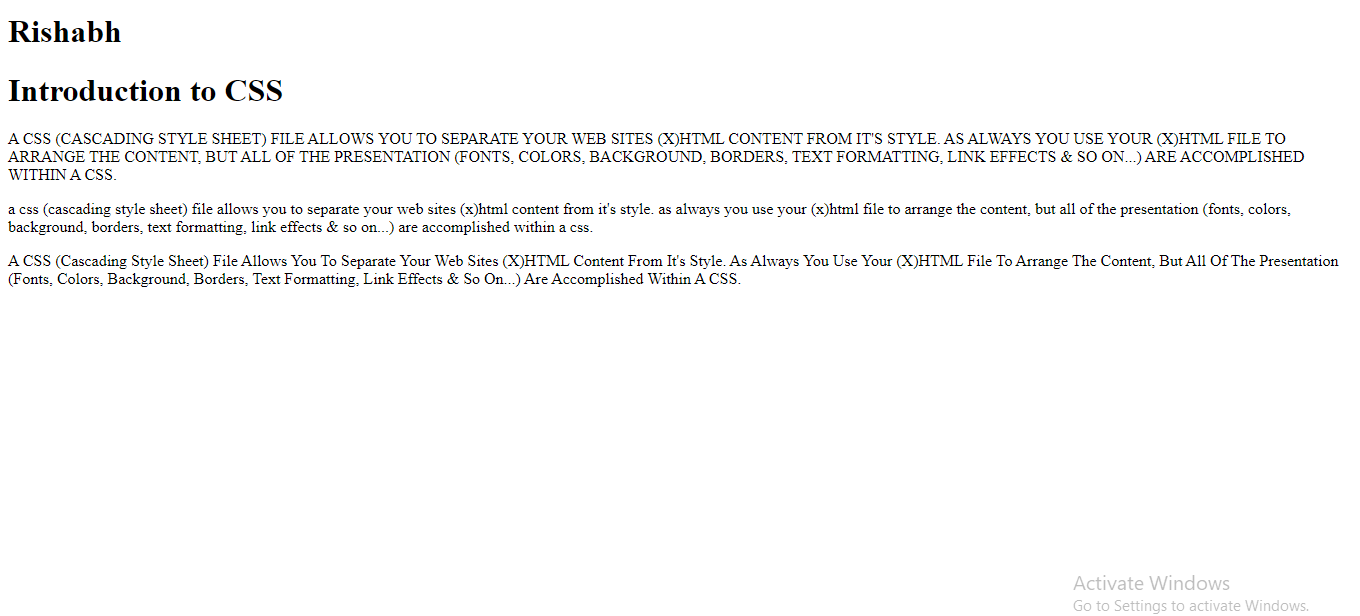 Rishabh
Introduction to CSS
A CSS (CASCADING STYLE SHEET) FILE ALLOWS YOU TO SEPARATE YOUR WEB SITES (X)HTML CONTENT FROM IT'S STYLE. AS ALWAYS YOU USE YOUR (X)HTML FILE TO
ARRANGE THE CONTENT, BUT ALL OF THE PRESENTATION (FONTS, COLORS, BACKGROUND, BORDERS, TEXT FORMATTING, LINK EFFECTS & SO ON...) ARE ACCOMPLISHED
WITHIN A CSS.
a css (cascading style sheet) file allows you to separate your web sites (x)html content from it's style. as always you use your (x)html file to arrange the content, but all of the presentation (fonts, colors,
background, borders, text formatting, link effects & so on...) are accomplished within a css.
A CSS (Cascading Style Sheet) File Allows You To Separate Your Web Sites (X)HTML Content From It's Style. As Always You Use Your (X)HTML File To Arrange The Content, But All Of The Presentation
(Fonts, Colors, Background, Borders, Text Formatting, Link Effects & So On...) Are Accomplished Within A CSS.
Activate Windows
Go to Settings to activate Windows.